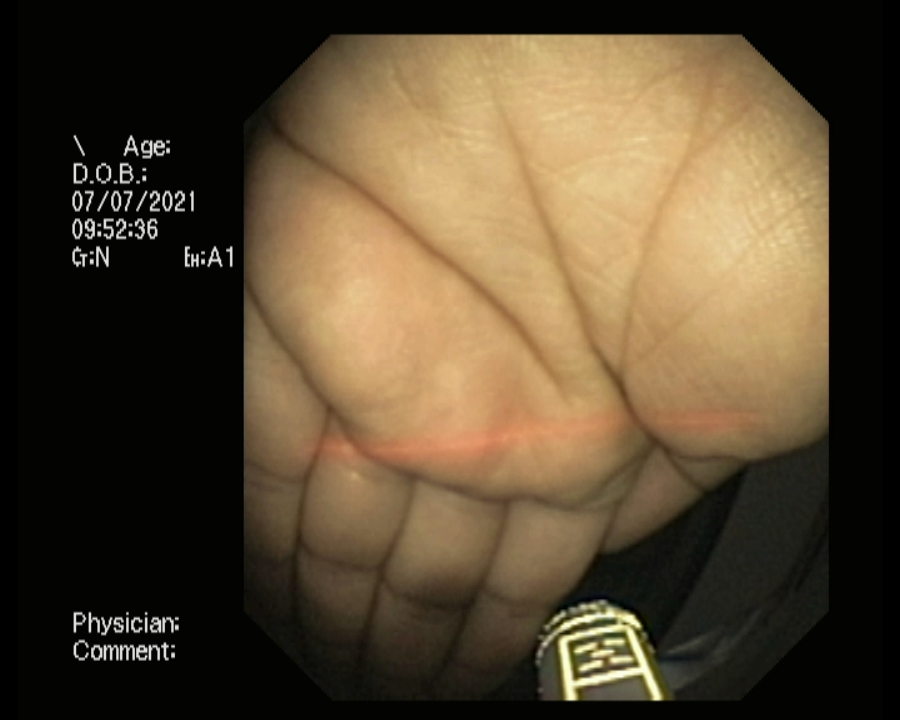 \ Age:
D.O.B.:
07/07/2021
09:52:36
Cr:N EH:A1
Physician:
Comment: